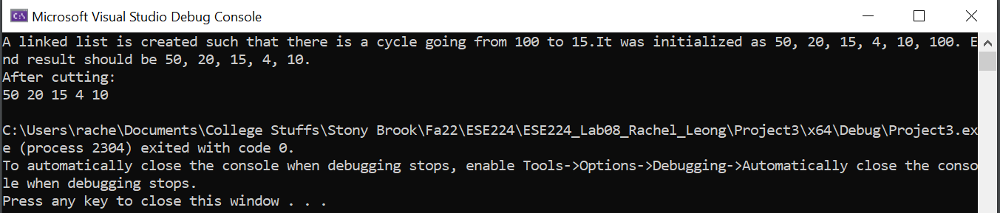 Microsoft Visual Studio Debug Console
A linked list is created such that there is a cycle going from 100 to 15.It was initialized as 50, 20, 15, 4, 10, 100. E
nd result should be 50, 20, 15, 4, 10.
After cutting:
50 20 15 4 10
C:\Users\rache\Documents\College Stuffs\Stony Brook\Fa22\ESE224\ESE224_Lab08_Rachel_Leong\Project3\x64\Debug\Project3.ex
e (process 2304) exited with code 0.
To automatically close the console when debugging stops, enable Tools->Options->Debugging->Automatically close the conso
le when debugging stops.
Press any key to close this window . . .